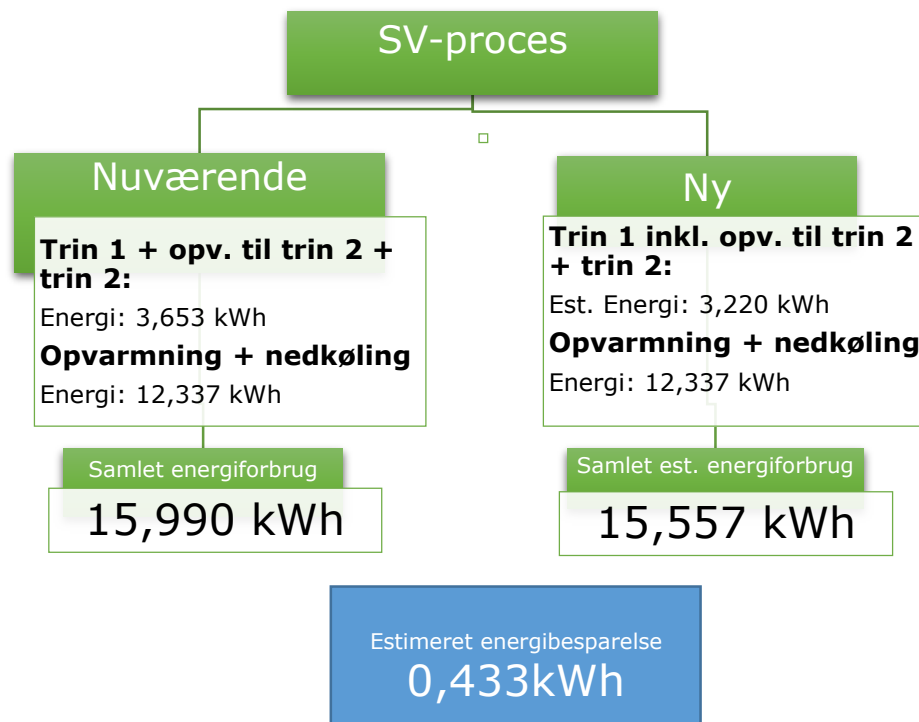 SV-proces
Nuværende
Trin 1 + opv. til trin 2 +
trin 2:
Energi: 3,653 kWh
Opvarmning + nedkøling
Energi: 12,337 kWh
Samlet energiforbrug
15,990 kWh
Ny
Trin 1 inkl. opv. til trin 2
+ trin 2:
Est. Energi: 3,220 kWh
Opvarmning + nedkøling
Energi: 12,337 kWh
Samlet est. energiforbrug
15,557 kWh
Estimeret energibesparelse
0,433kWh